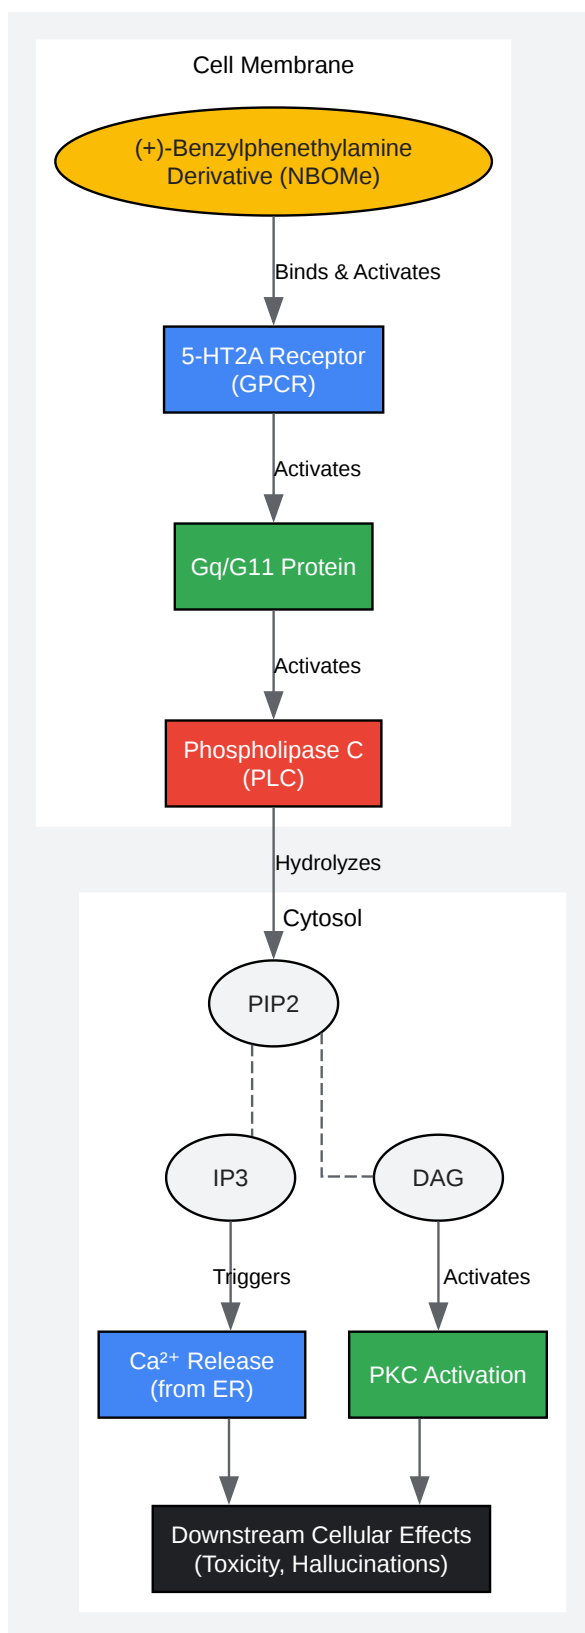 Cell Membrane
(+)-Benzylphenethylamine
Derivative (NBOMe)
Binds & Activates
5-HT2A Receptor
(GPCR)
Activates
Gq/G11 Protein
Activates
Phospholipase C
(PLC)
Hydrolyzes
Cytosol
PIP2
IP3
DAG
Triggers
Activates
Ca²⁺ Release
(from ER)
PKC Activation
Downstream Cellular Effects
(Toxicity, Hallucinations)